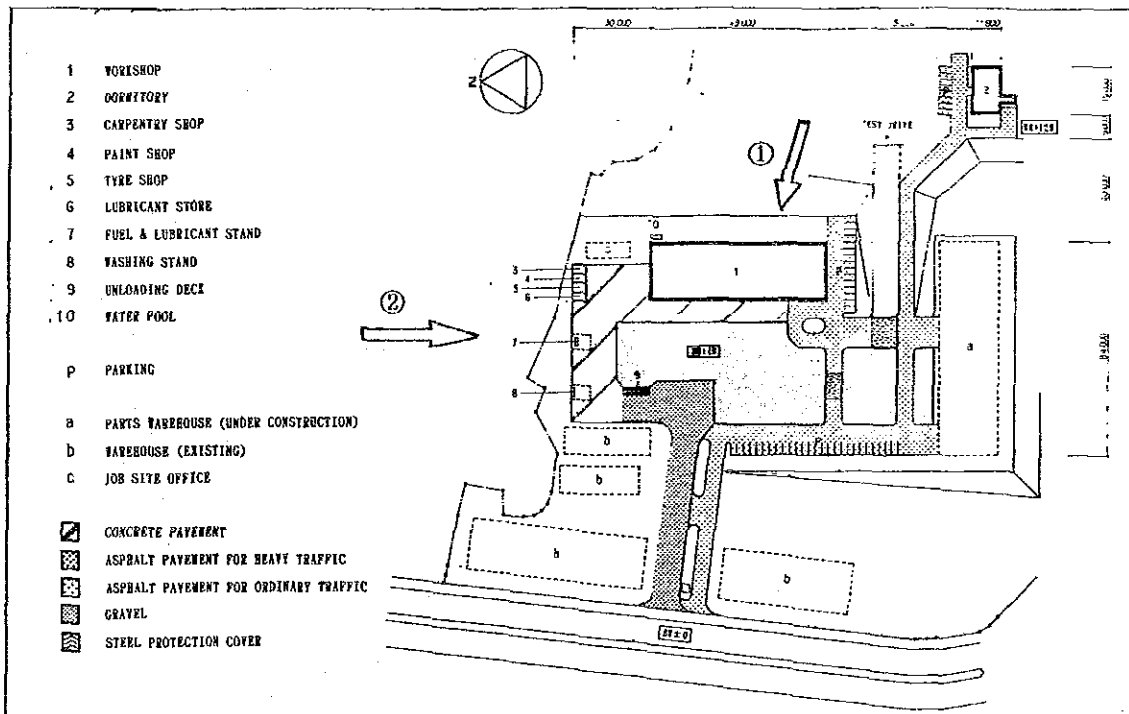 1 WORKSHOP
2 DORMITORY
3 CARPENTRY SHOP
4 PAINT SHOP
5 TYRE SHOP
6 LUBRICANT STORE
7 FUEL & LUBRICANT STAND
8 WASHING STAND
9 UNLOADING DECK
10 WATER POOL
P PARKING
a PARTS WAREHOUSE (UNDER CONSTRUCTION)
b WAREHOUSE (EXISTING)
c JOB SITE OFFICE
CONCRETE PAVEMENT
ASPHALT PAVEMENT FOR HEAVY TRAFFIC
ASPHALT PAVEMENT FOR ORDINARY TRAFFIC
GRAVEL
STEEL PROTECTION COVER
N
①
②
TEST DRIVE
2
10
1
3
4
5
6
7
8
9
P
a
b
b
b
b